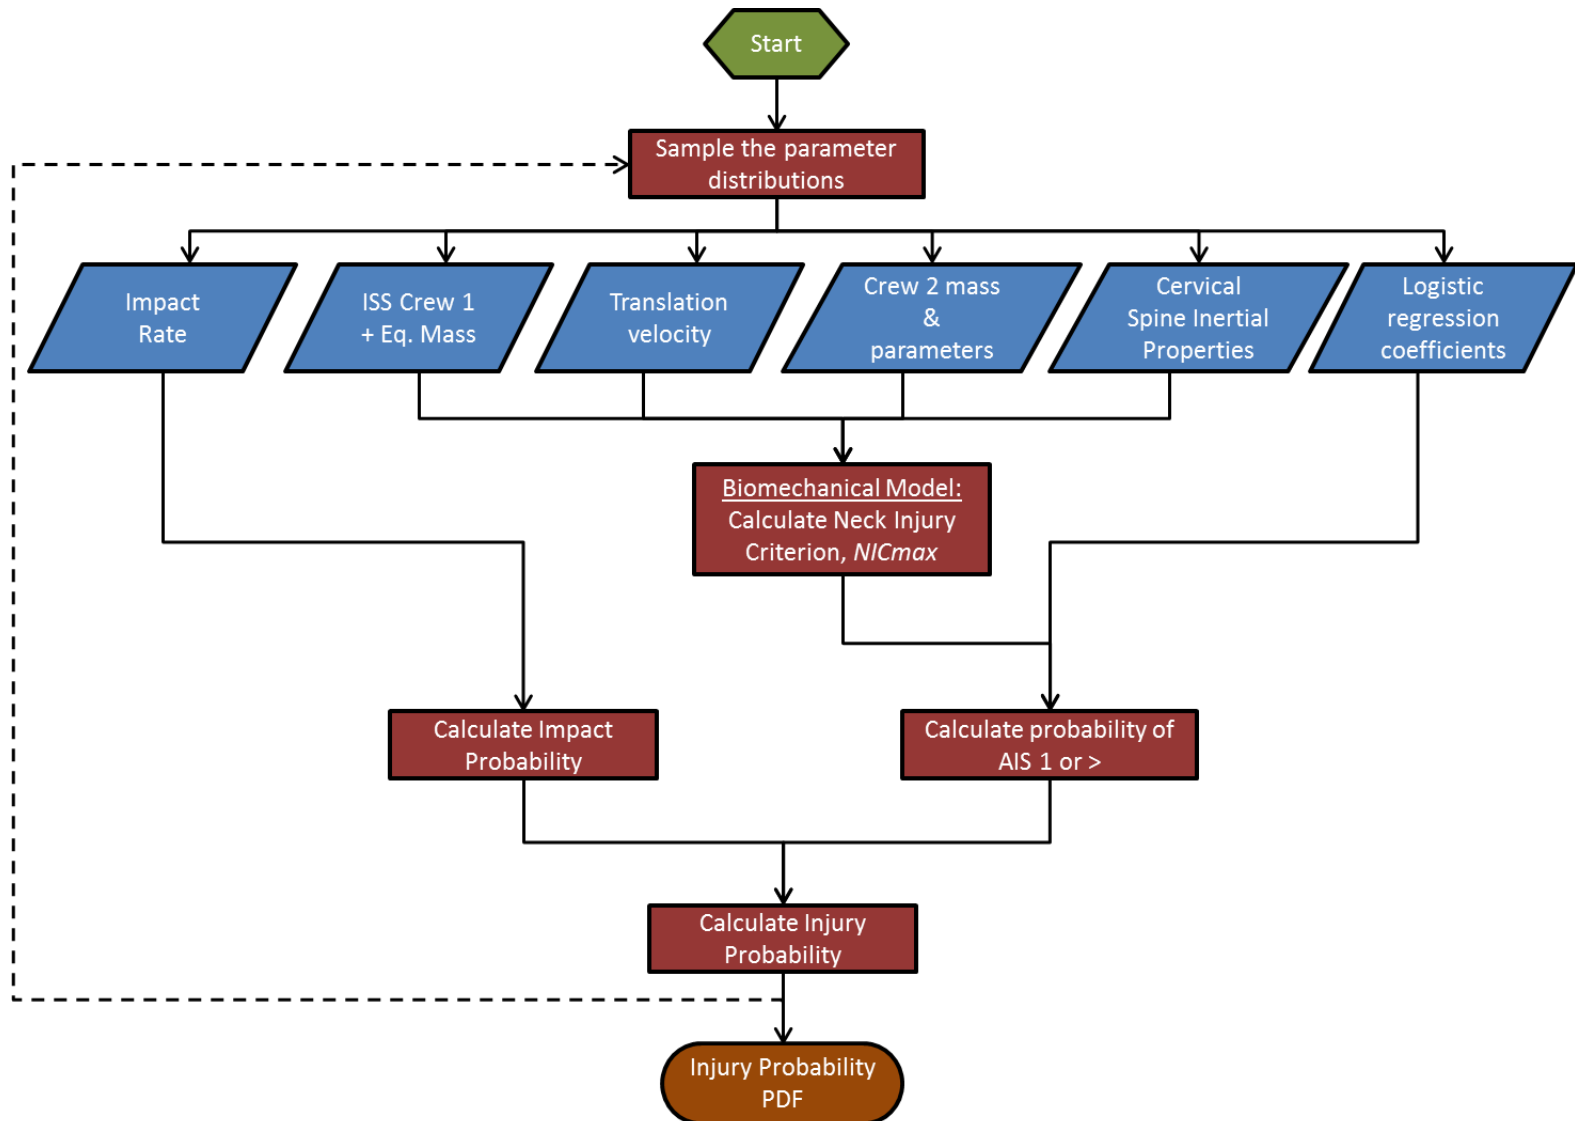 Start
Sample the parameter
distributions
Impact
Rate
ISS Crew 1
+ Eq. Mass
Translation
velocity
Crew 2 mass
&
parameters
Cervical
Spine Inertial
Properties
Logistic
regression
coefficients
Biomechanical Model:
Calculate Neck Injury
Criterion, NICmax
Calculate Impact
Probability
Calculate probability of
AIS 1 or >
Calculate Injury
Probability
Injury Probability
PDF